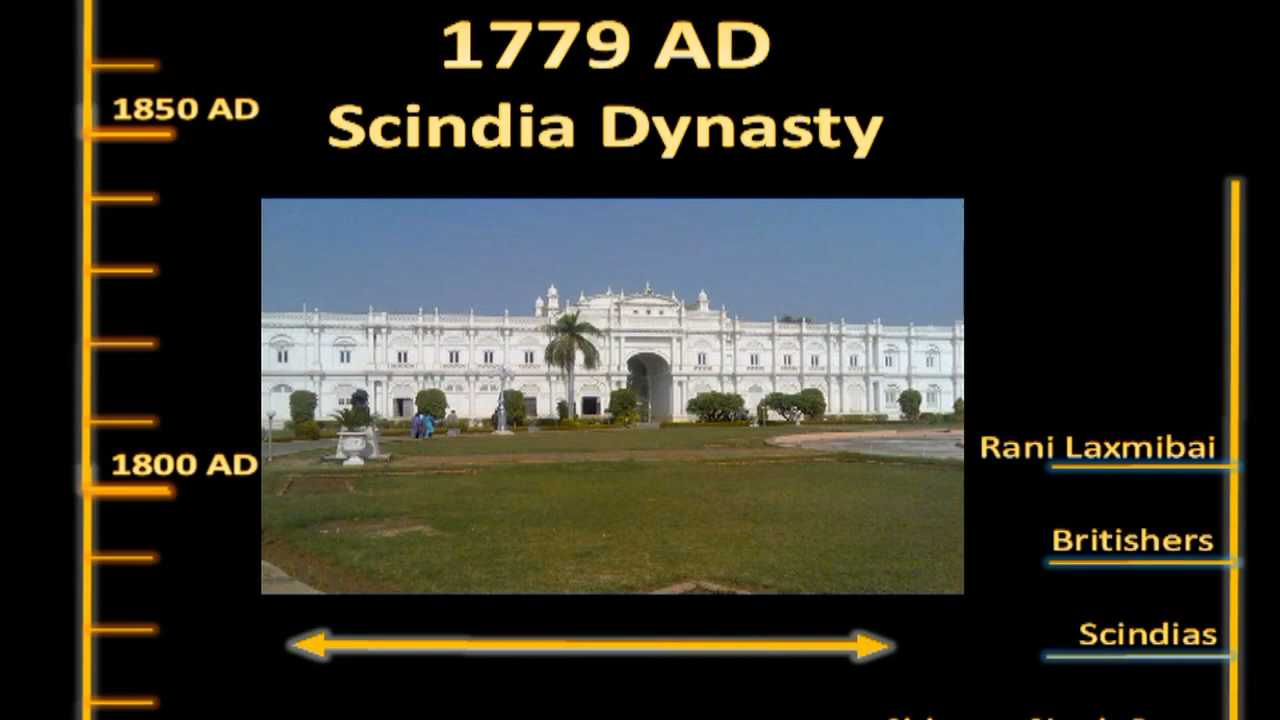 1779 AD
Scindia Dynasty
1850 AD
1800 AD
Rani Laxmibai
Britishers
Scindias